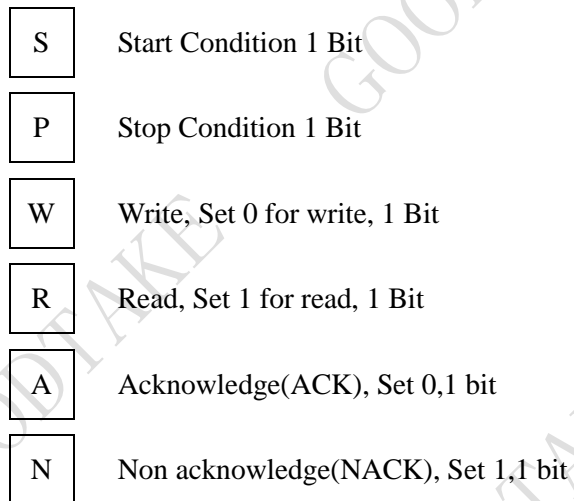 S Start Condition 1 Bit
P Stop Condition 1 Bit
W Write, Set 0 for write, 1 Bit
R Read, Set 1 for read, 1 Bit
A Acknowledge(ACK), Set 0,1 bit
N Non acknowledge(NACK), Set 1,1 bit